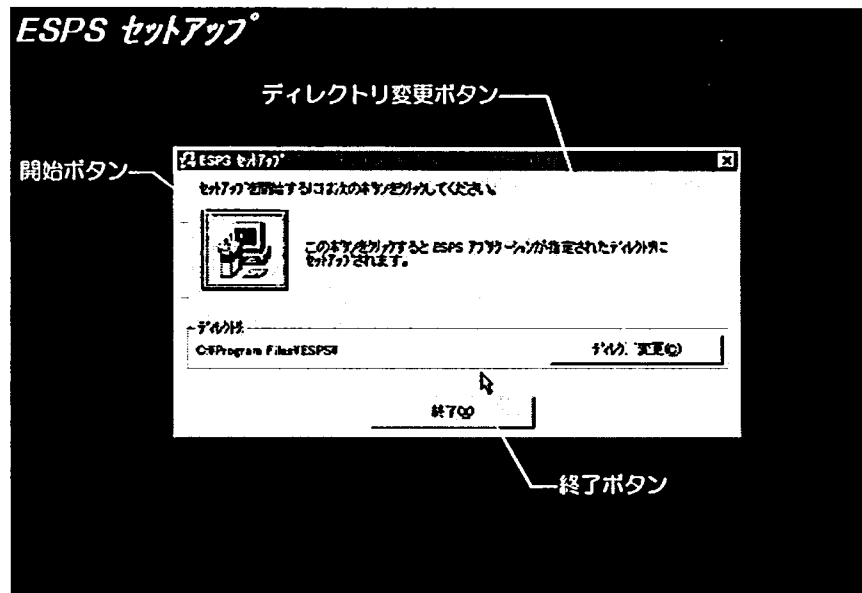 ESPS セットアップ
ディレクトリ変更ボタン
開始ボタン
ESPS セットアップ
セットアップを開始するには次のボタンをクリックしてください。
このボタンをクリックすると ESPS アプリケーションが指定されたディレクトリに
セットアップされます。
ディレクトリ:
C:¥Program Files¥ESPS¥
変更(C)
終了(X)
終了ボタン